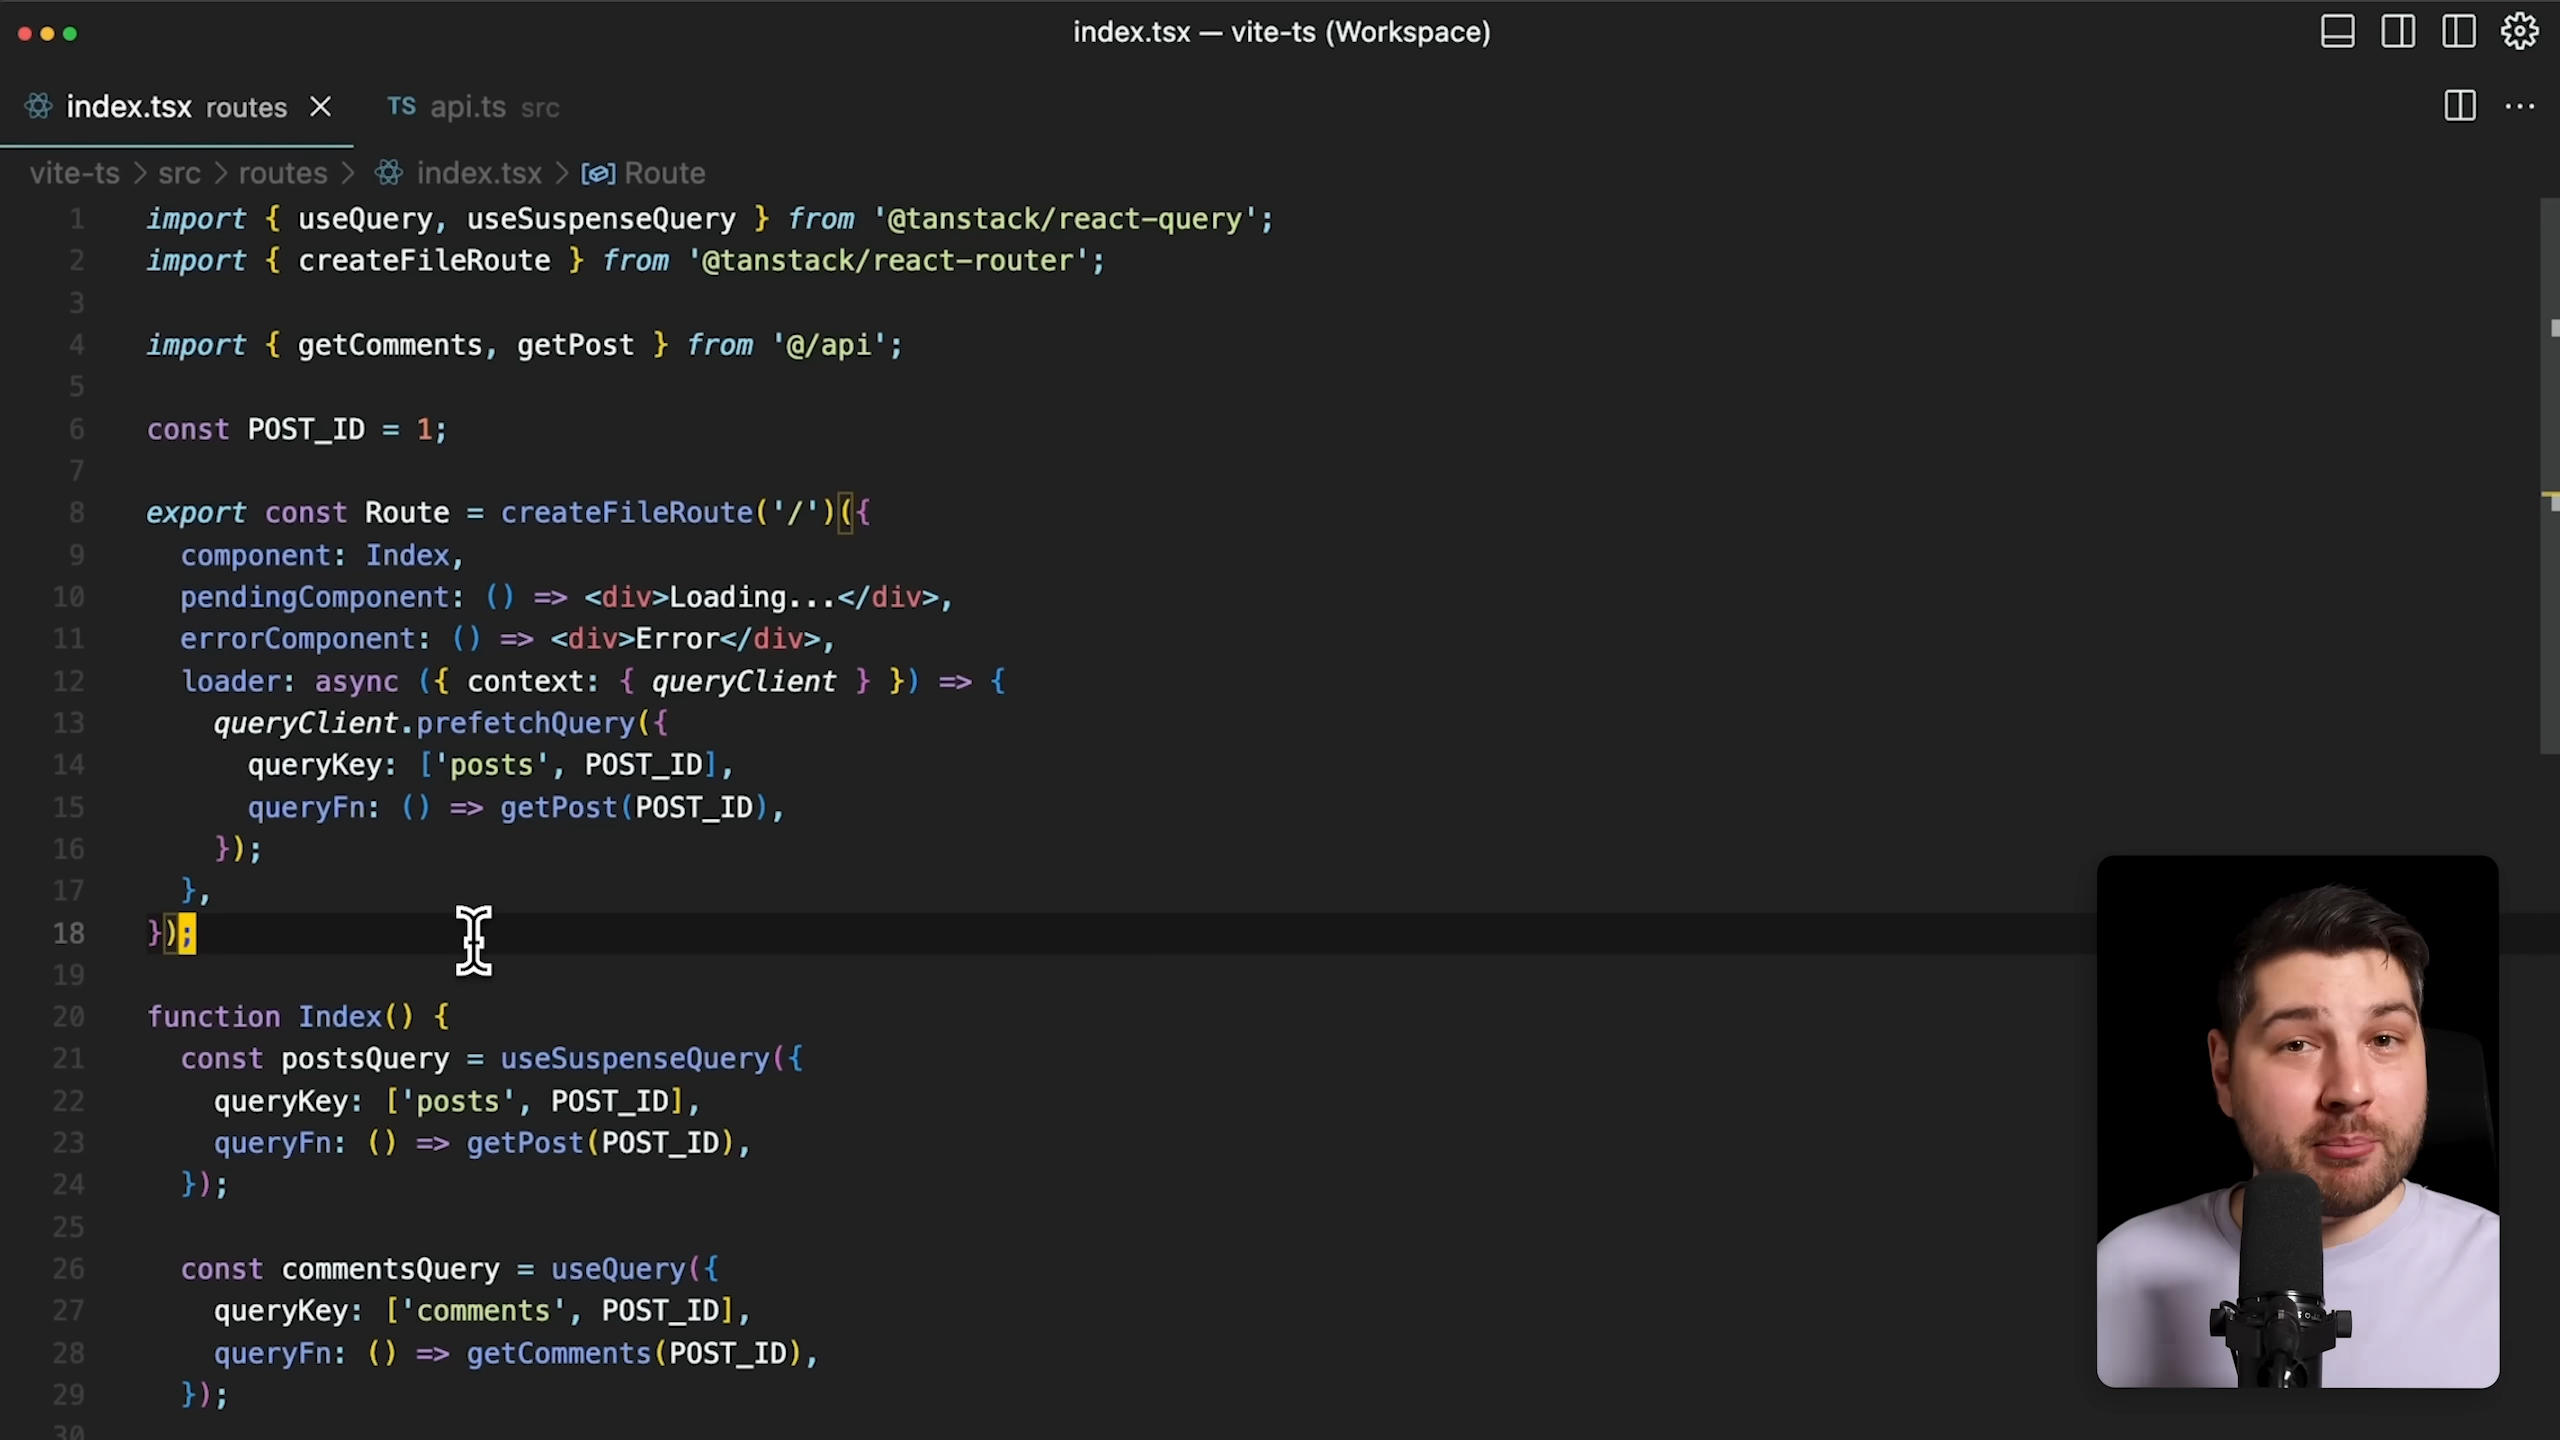 index.tsx — vite-ts (Workspace)
index.tsx routes
TS api.ts src
vite-ts > src > routes > index.tsx > Route
1 import { useQuery, useSuspenseQuery } from '@tanstack/react-query';
2 import { createFileRoute } from '@tanstack/react-router';
3
4 import { getComments, getPost } from '@/api';
5
6 const POST_ID = 1;
7
8 export const Route = createFileRoute('/')({
9   component: Index,
10   pendingComponent: () => <div>Loading...</div>,
11   errorComponent: () => <div>Error</div>,
12   loader: async ({ context: { queryClient } }) => {
13     queryClient.prefetchQuery({
14       queryKey: ['posts', POST_ID],
15       queryFn: () => getPost(POST_ID),
16     });
17   },
18 });
19
20 function Index() {
21   const postsQuery = useSuspenseQuery({
22     queryKey: ['posts', POST_ID],
23     queryFn: () => getPost(POST_ID),
24   });
25
26   const commentsQuery = useQuery({
27     queryKey: ['comments', POST_ID],
28     queryFn: () => getComments(POST_ID),
29   });
30